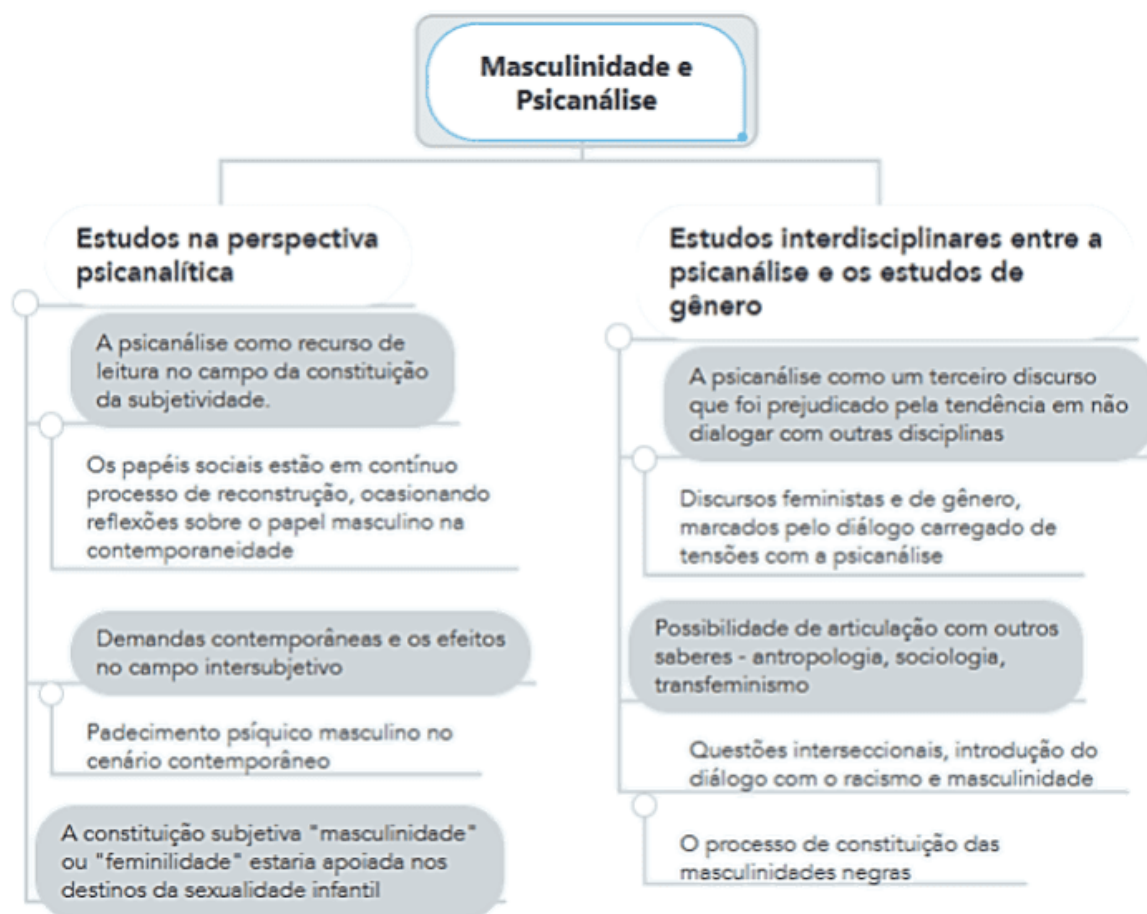 Masculinidade e
Psicanálise
Estudos na perspectiva
psicanalítica
A psicanálise como recurso de
leitura no campo da constituição
da subjetividade.
Os papéis sociais estão em contínuo
processo de reconstrução, ocasionando
reflexões sobre o papel masculino na
contemporaneidade
Demandas contemporâneas e os efeitos
no campo intersubjetivo
Padecimento psíquico masculino no
cenário contemporâneo
A constituição subjetiva "masculinidade"
ou "feminilidade" estaria apoiada nos
destinos da sexualidade infantil
Estudos interdisciplinares entre a
psicanálise e os estudos de
gênero
A psicanálise como um terceiro discurso
que foi prejudicado pela tendência em não
dialogar com outras disciplinas
Discursos feministas e de gênero,
marcados pelo diálogo carregado de
tensões com a psicanálise
Possibilidade de articulação com outros
saberes - antropologia, sociologia,
transfeminismo
Questões interseccionais, introdução do
diálogo com o racismo e masculinidade
O processo de constituição das
masculinidades negras